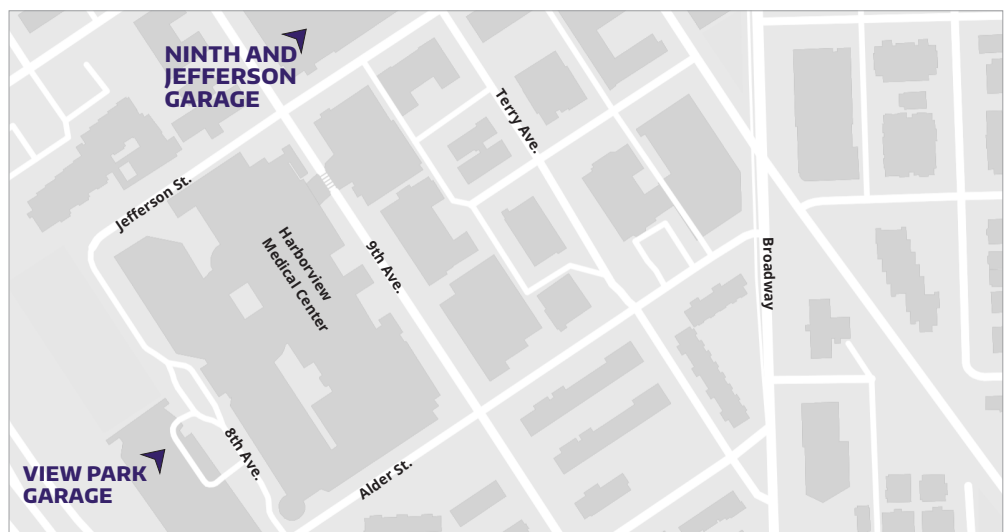 NINTH AND
JEFFERSON
GARAGE
Terry Ave.
Jefferson St.
Harborview
Medical Center
9th Ave.
Broadway
8th Ave.
Alder St.
VIEW PARK
GARAGE